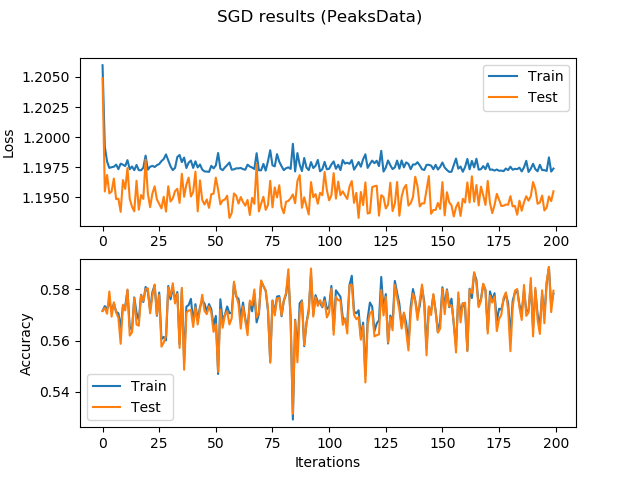 SGD results (PeaksData)
Loss
1.2050
1.2025
1.2000
1.1975
1.1950
Train
Test
0 25 50 75 100 125 150 175 200
Accuracy
0.58
0.56
0.54
Train
Test
0 25 50 75 100 125 150 175 200
Iterations